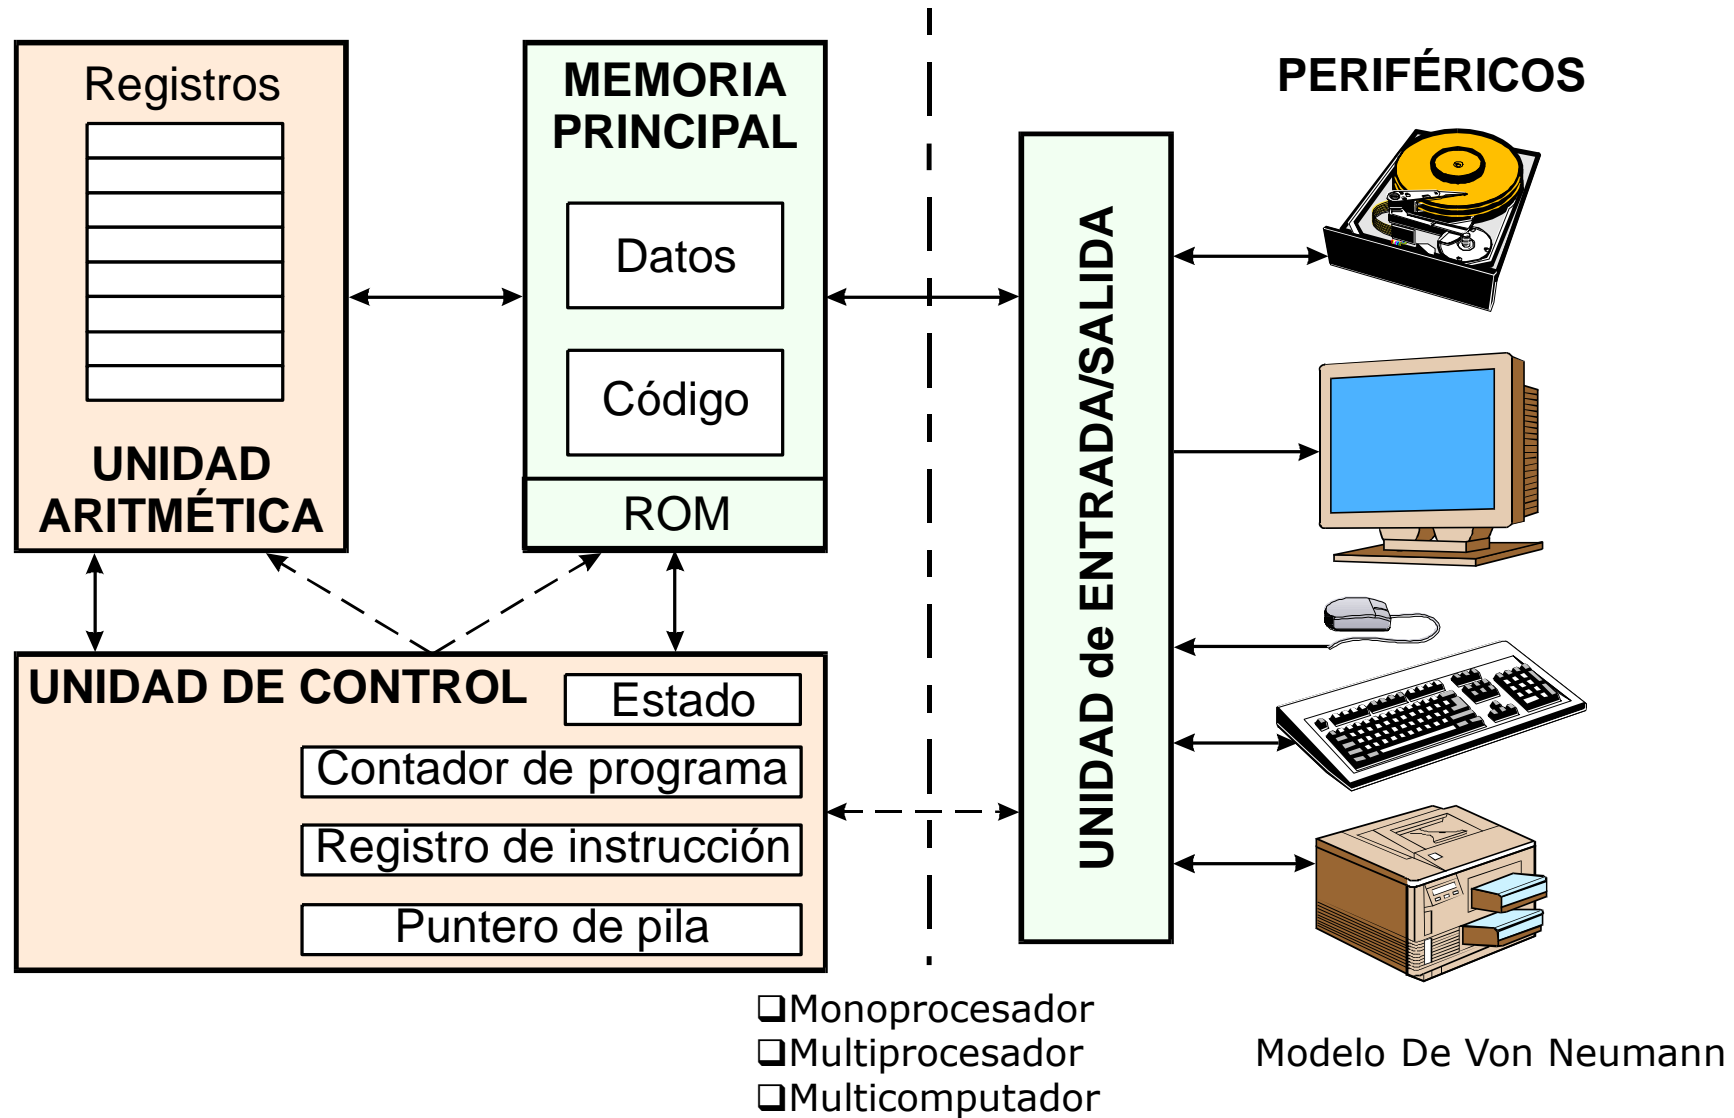 Registros
UNIDAD
ARITMÉTICA
MEMORIA
PRINCIPAL
Datos
Código
ROM
UNIDAD DE CONTROL
Estado
Contador de programa
Registro de instrucción
Puntero de pila
UNIDAD de ENTRADA/SALIDA
PERIFÉRICOS
❑Monoprocesador
❑Multiprocesador
❑Multicomputador
Modelo De Von Neumann